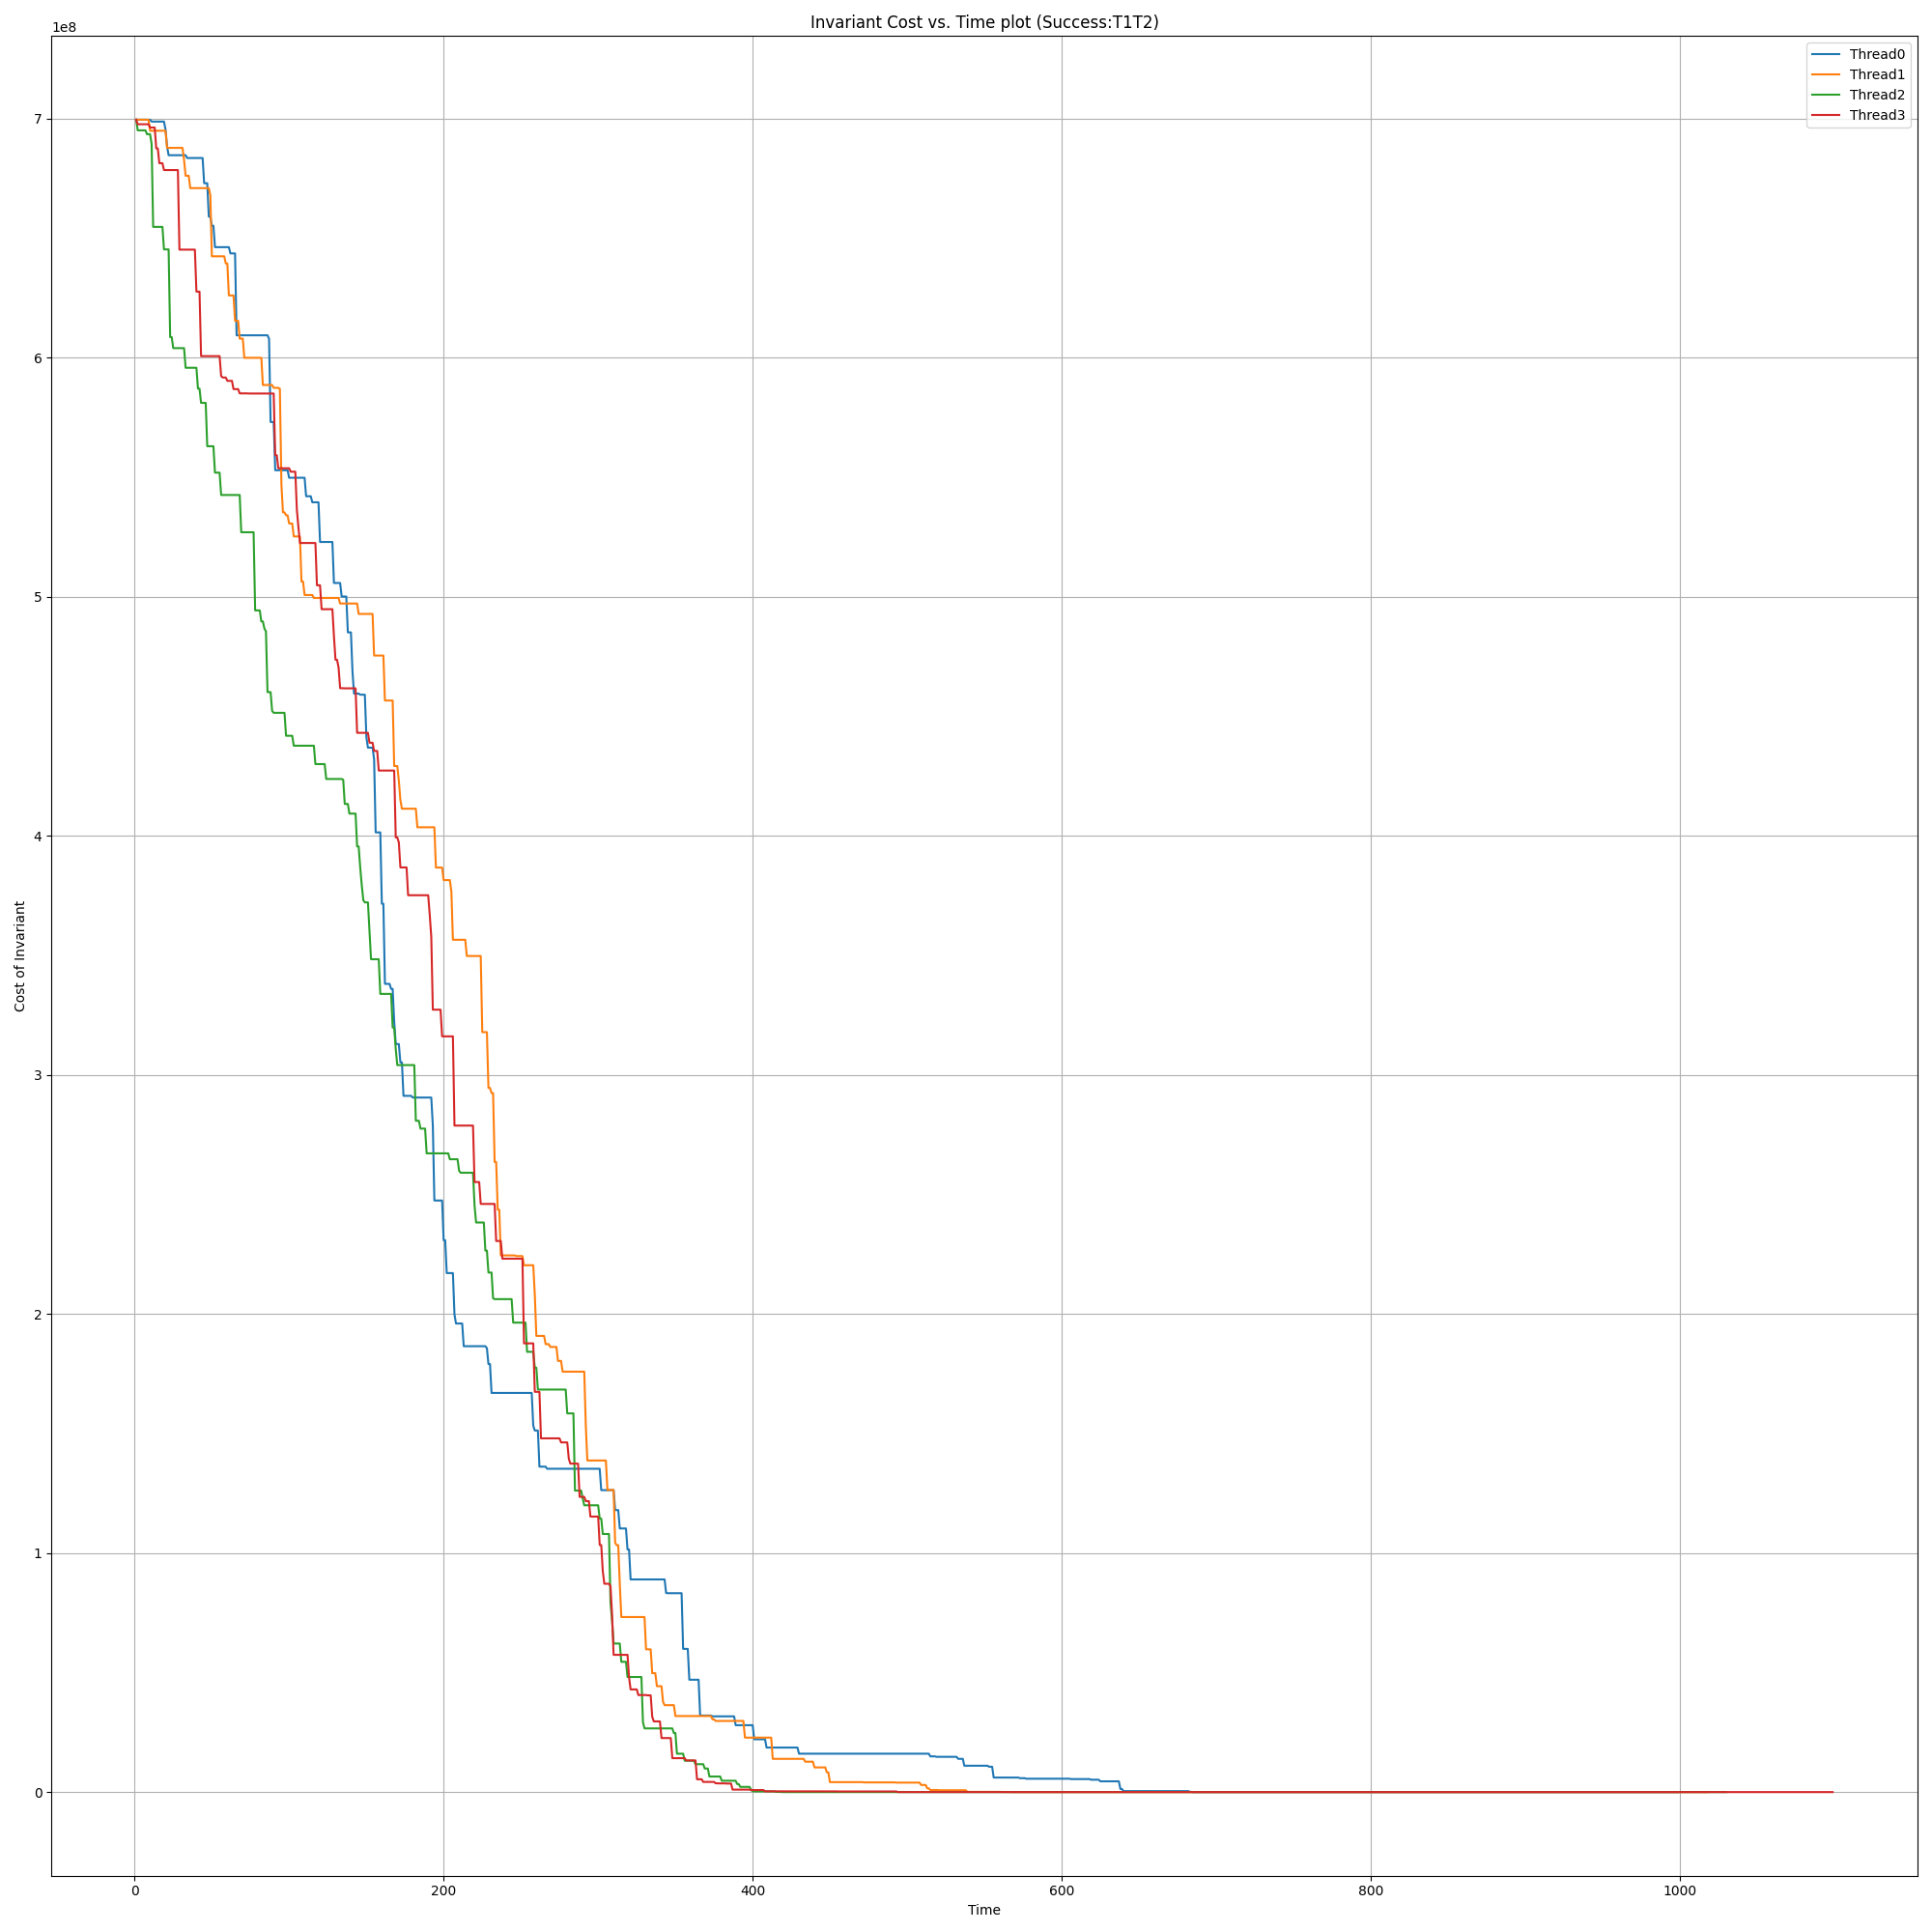 Invariant Cost vs. Time plot (Success:T1T2)
1e8
Thread0
Thread1
Thread2
Thread3
7
6
5
4
3
2
1
0
Cost of Invariant
0 200 400 600 800 1000
Time